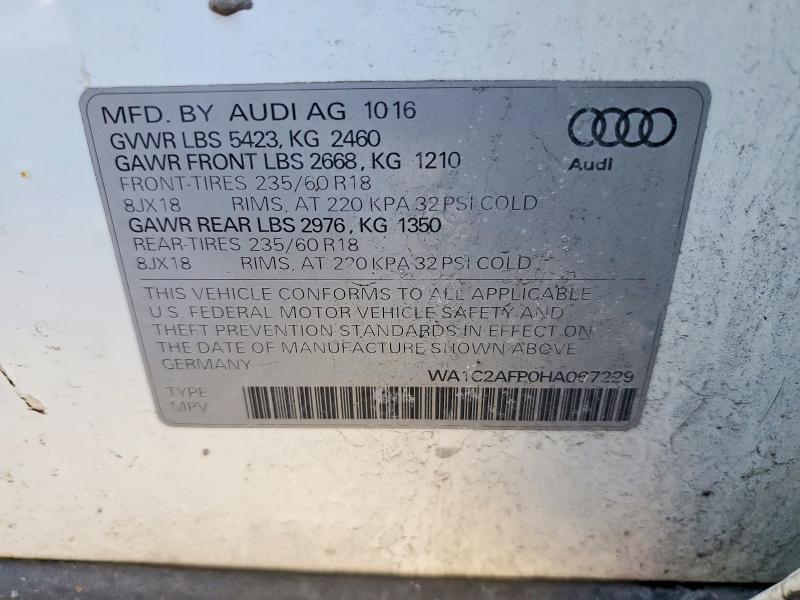 MFD. BY AUDI AG 10 16
GVWR LBS 5423, KG 2460
GAWR FRONT LBS 2668, KG 1210
FRONT-TIRES 235/60 R18
8JX18 RIMS, AT 220 KPA 32 PSI COLD
GAWR REAR LBS 2976, KG 1350
REAR-TIRES 235/60 R18
8JX18 RIMS, AT 220 KPA 32 PSI COLD
Audi
THIS VEHICLE CONFORMS TO ALL APPLICABLE
U.S. FEDERAL MOTOR VEHICLE SAFETY AND
THEFT PREVENTION STANDARDS IN EFFECT ON
THE DATE OF MANUFACTURE SHOWN ABOVE.
GERMANY
WA1C2AFP0HA067229
TYPE
MPV